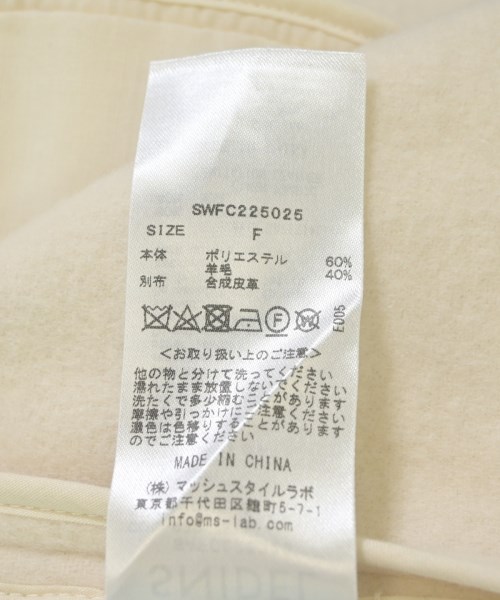 SWFC225025
SIZE F
本体 ポリエステル 60%
羊毛 40%
別布 合成皮革
F W E005
<お取り扱い上のご注意>
他の物と分けて洗ってください
濡れたまま放置しないでください
洗たくで多少縮むことがあります
摩擦や引っかけにご注意ください
濃色は色移りすることがあります
のでご注意ください
MADE IN CHINA
(株)マッシュスタイルラボ
東京都千代田区麹町5-7-1
info@ms-lab.com